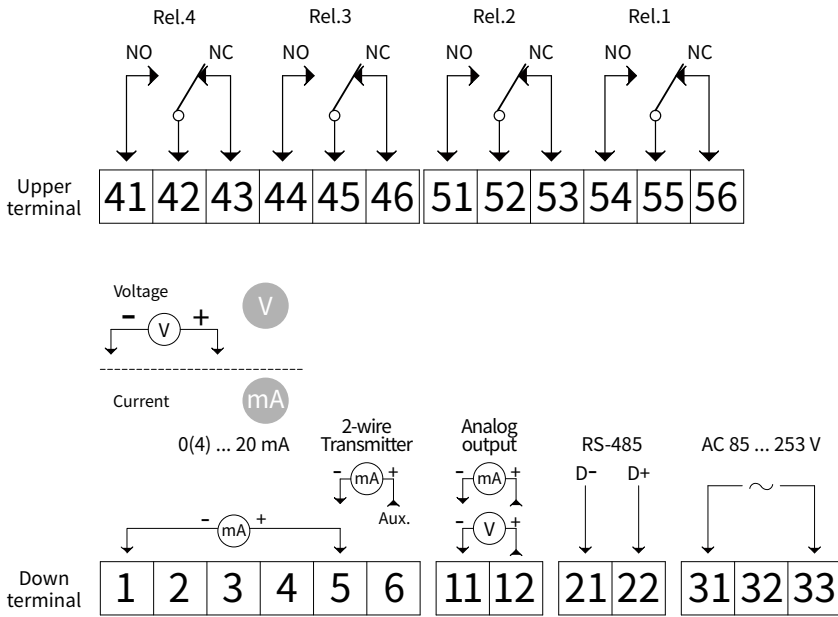 Rel.4 Rel.3 Rel.2 Rel.1
NO NC NO NC NO NC NO NC
Upper
terminal
41 42 43 44 45 46 51 52 53 54 55 56
Voltage
V
- V +
Current
mA
0(4) ... 20 mA
2-wire
Transmitter
- mA +
Aux.
Analog
output
- mA +
- V +
RS-485
D- D+
AC 85 ... 253 V
~
- mA +
Down
terminal
1 2 3 4 5 6 11 12 21 22 31 32 33